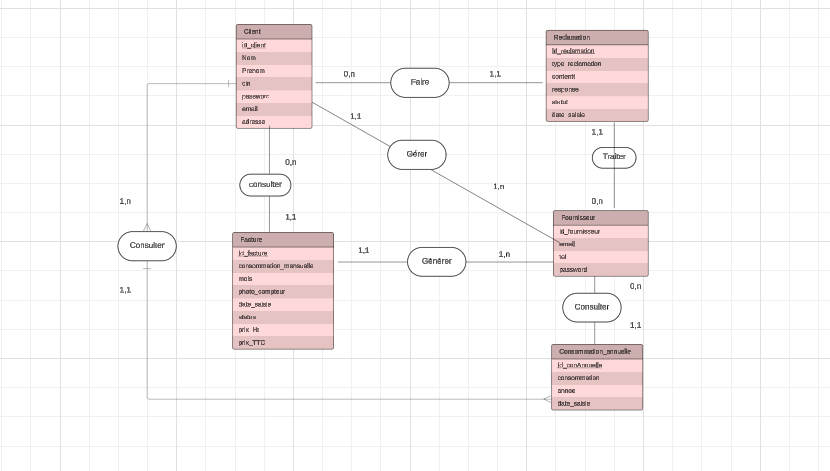 Client
id_client
Nom
Prenom
cin
password
email
adresse
0,n
Faire
1,1
Reclamation
id_reclamation
type_reclamation
contenti
response
statut
date_saisie
1,1
Gérer
1,n
1,1
Traiter
0,n
0,n
consulter
1,1
1,n
Consulter
1,1
Facture
id_facture
consommation_mensuelle
mois
photo_compteur
date_saisie
status
prix_Ht
prix_TTC
1,1
Générer
1,n
Fournisseur
id_fournisseur
email
tel
password
0,n
Consulter
1,1
Consommation_annuelle
id_conAnnuelle
consommation
annee
date_saisie